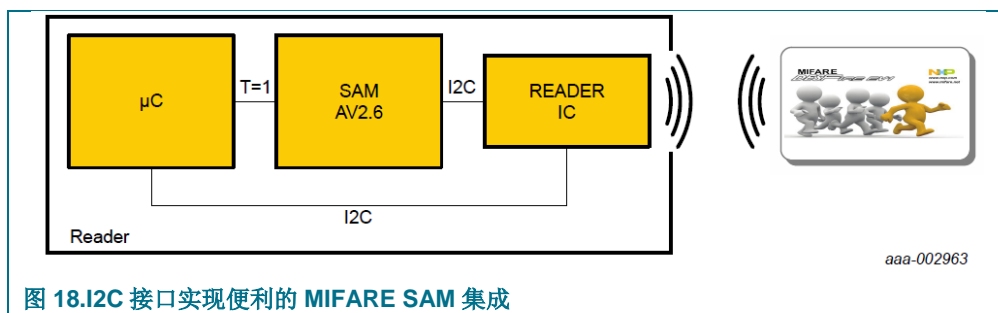 μC
T=1
SAM
AV2.6
I2C
READER
IC
I2C
Reader
MIFARE
NXP
aaa-002963
图 18.I2C 接口实现便利的 MIFARE SAM 集成